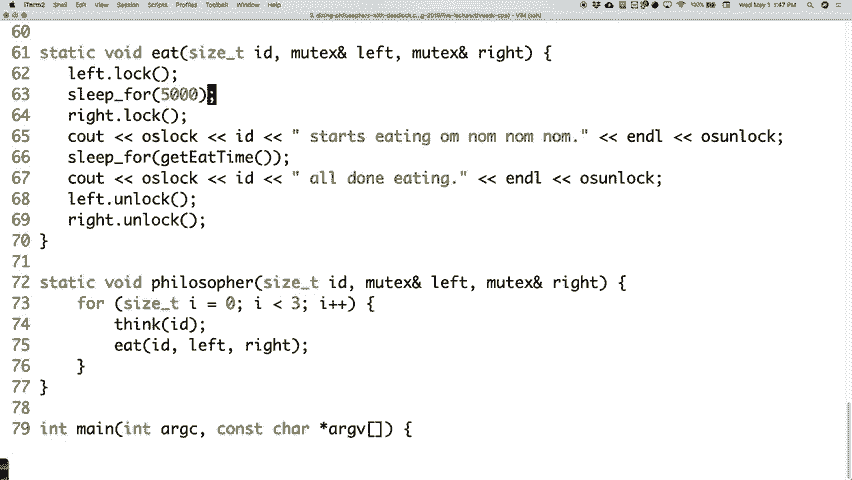 iTerm2 Shell Edit View Session Scripts Profiles Toolbelt Window Help 100% Wed May 1 1:47 PM
60
61 static void eat(size_t id, mutex& left, mutex& right) {
62 left.lock();
63 sleep_for(5000);
64 right.lock();
65 cout << oslock << id << " starts eating om nom nom nom." << endl << osunlock;
66 sleep_for(getEatTime());
67 cout << oslock << id << " all done eating." << endl << osunlock;
68 left.unlock();
69 right.unlock();
70 }
71
72 static void philosopher(size_t id, mutex& left, mutex& right) {
73 for (size_t i = 0; i < 3; i++) {
74 think(id);
75 eat(id, left, right);
76 }
77 }
78
79 int main(int argc, const char *argv[]) {